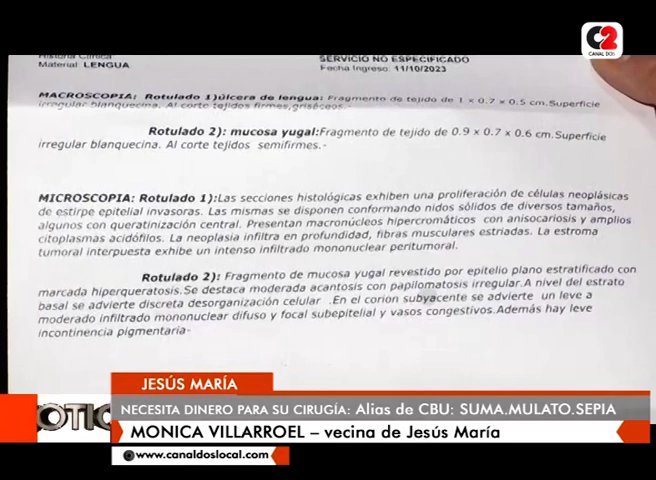 C2
CANAL DOS
Historia Clínica
Material: LENGUA
SERVICIO NO ESPECIFICADO
Fecha Ingreso: 11/10/2023
MACROSCOPIA: Rotulado 1)úlcera de lengua: Fragmento de tejido de 1 x 0.7 x 0.5 cm.Superficie
irregular blanquecina. Al corte tejidos firmes,griséceos.-
Rotulado 2): mucosa yugal:Fragmento de tejido de 0.9 x 0.7 x 0.6 cm.Superficie
irregular blanquecina. Al corte tejidos semifirmes.-
MICROSCOPIA: Rotulado 1):Las secciones histológicas exhiben una proliferación de células neoplásicas
de estirpe epitelial invasoras. Las mismas se disponen conformando nidos sólidos de diversos tamaños,
algunos con queratinización central. Presentan macronúcleos hipercromáticos con anisocariosis y amplios
citoplasmas acidófilos. La neoplasia infiltra en profundidad, fibras musculares estriadas. La estroma
tumoral interpuesta exhibe un intenso infiltrado mononuclear peritumoral.
Rotulado 2): Fragmento de mucosa yugal revestido por epitelio plano estratificado con
marcada hiperqueratosis.Se destaca moderada acantosis con papilomatosis irregular.A nivel del estrato
basal se advierte discreta desorganización celular .En el corion subyacente se advierte un leve a
moderado infiltrado mononuclear difuso y focal subepitelial y vasos congestivos.Además hay leve
incontinencia pigmentaria-
JESÚS MARÍA
NECESITA DINERO PARA SU CIRUGÍA: Alias de CBU: SUMA.MULATO.SEPIA
MONICA VILLARROEL – vecina de Jesús María
www.canaldoslocal.com